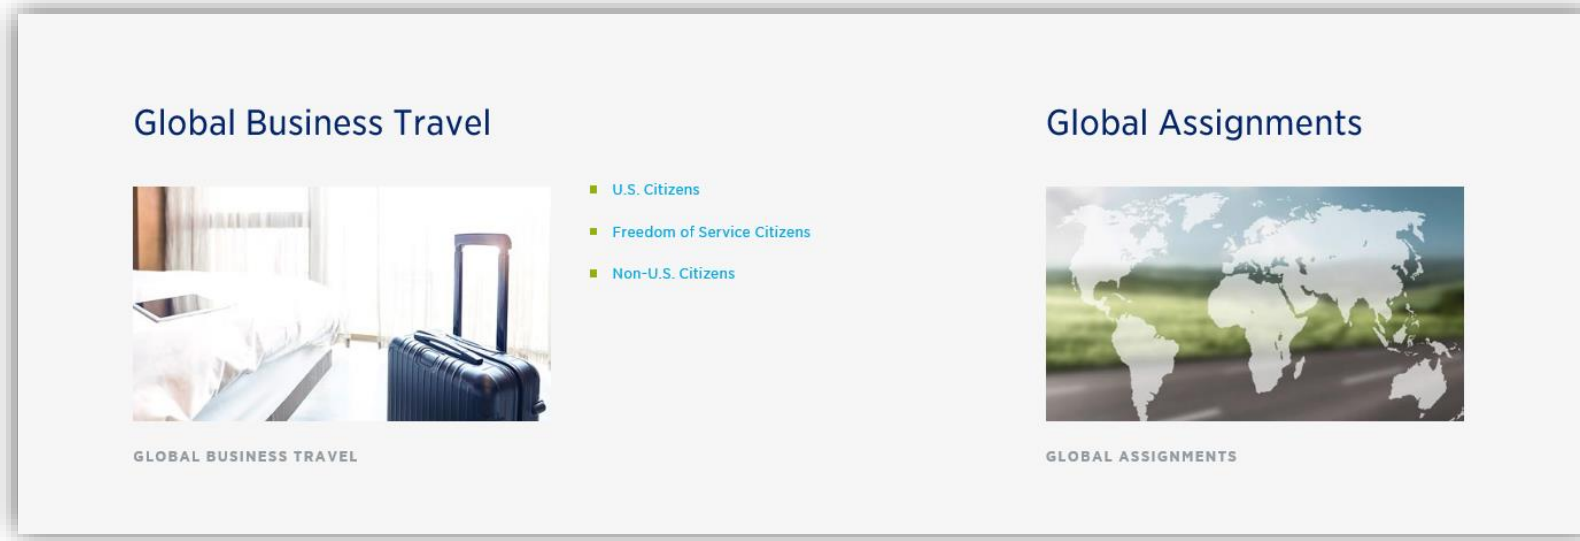 Global Business Travel
U.S. Citizens
Freedom of Service Citizens
Non-U.S. Citizens
GLOBAL BUSINESS TRAVEL
Global Assignments
GLOBAL ASSIGNMENTS